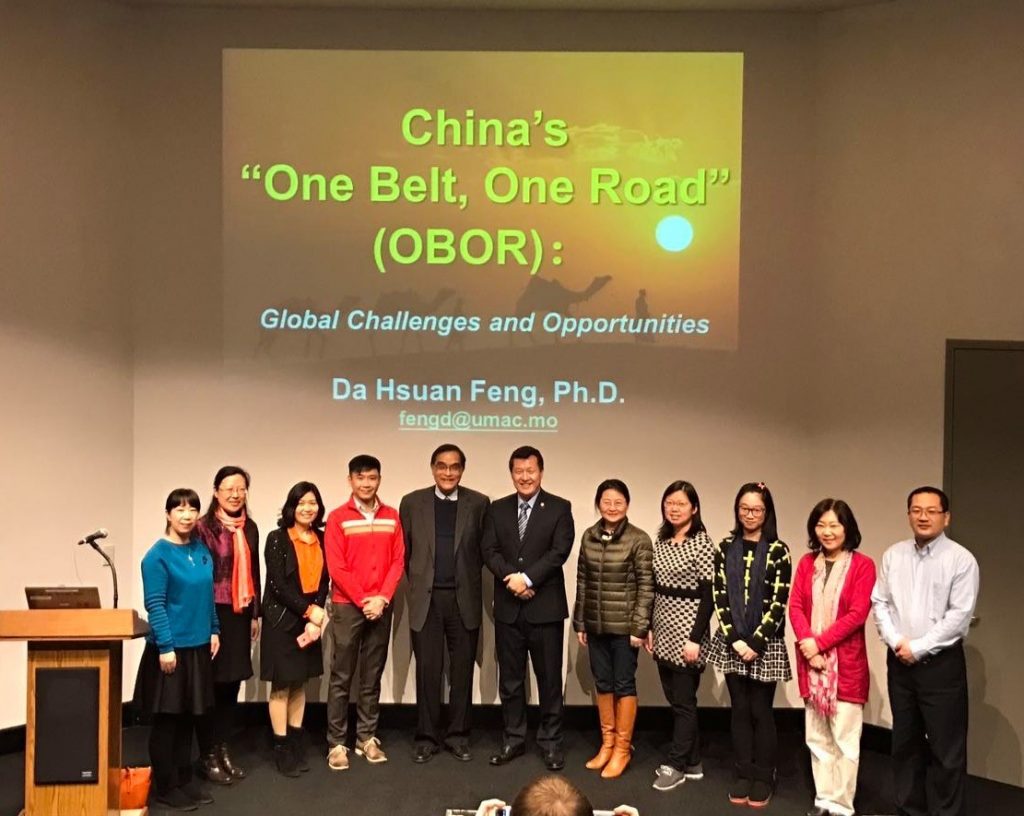 China’s
“One Belt, One Road”
(OBOR):
Global Challenges and Opportunities
Da Hsuan Feng, Ph.D.
fengd@umac.mo